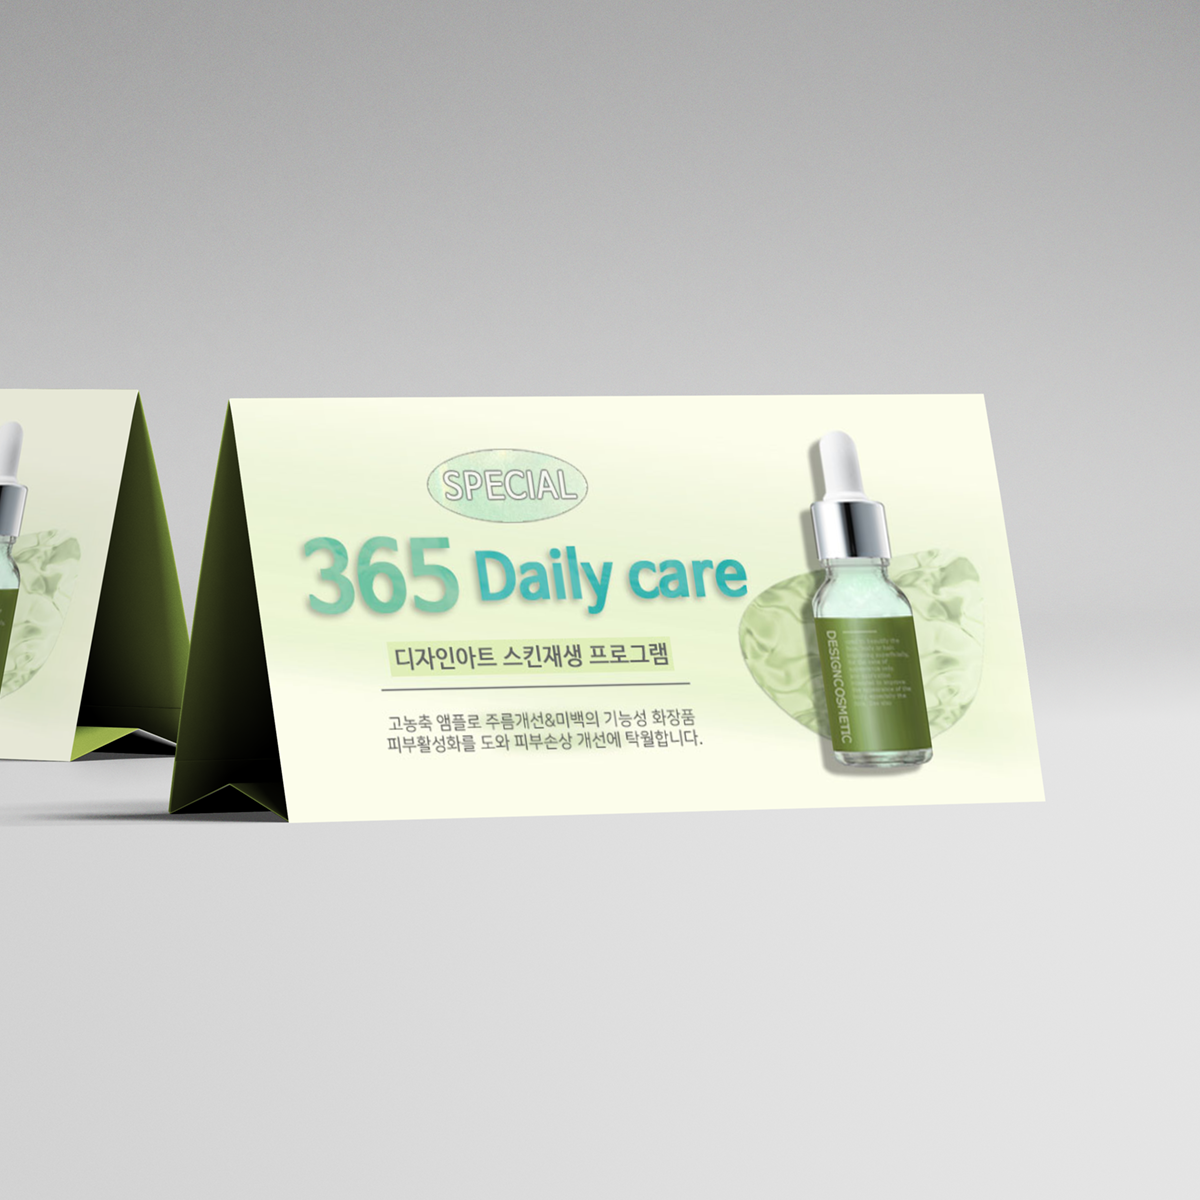 SPECIAL
365 Daily care
디자인아트 스킨재생 프로그램
고농축 앰플로 주름개선&미백의 기능성 화장품
피부활성화를 도와 피부손상 개선에 탁월합니다.
DESIGNCOSMETIC